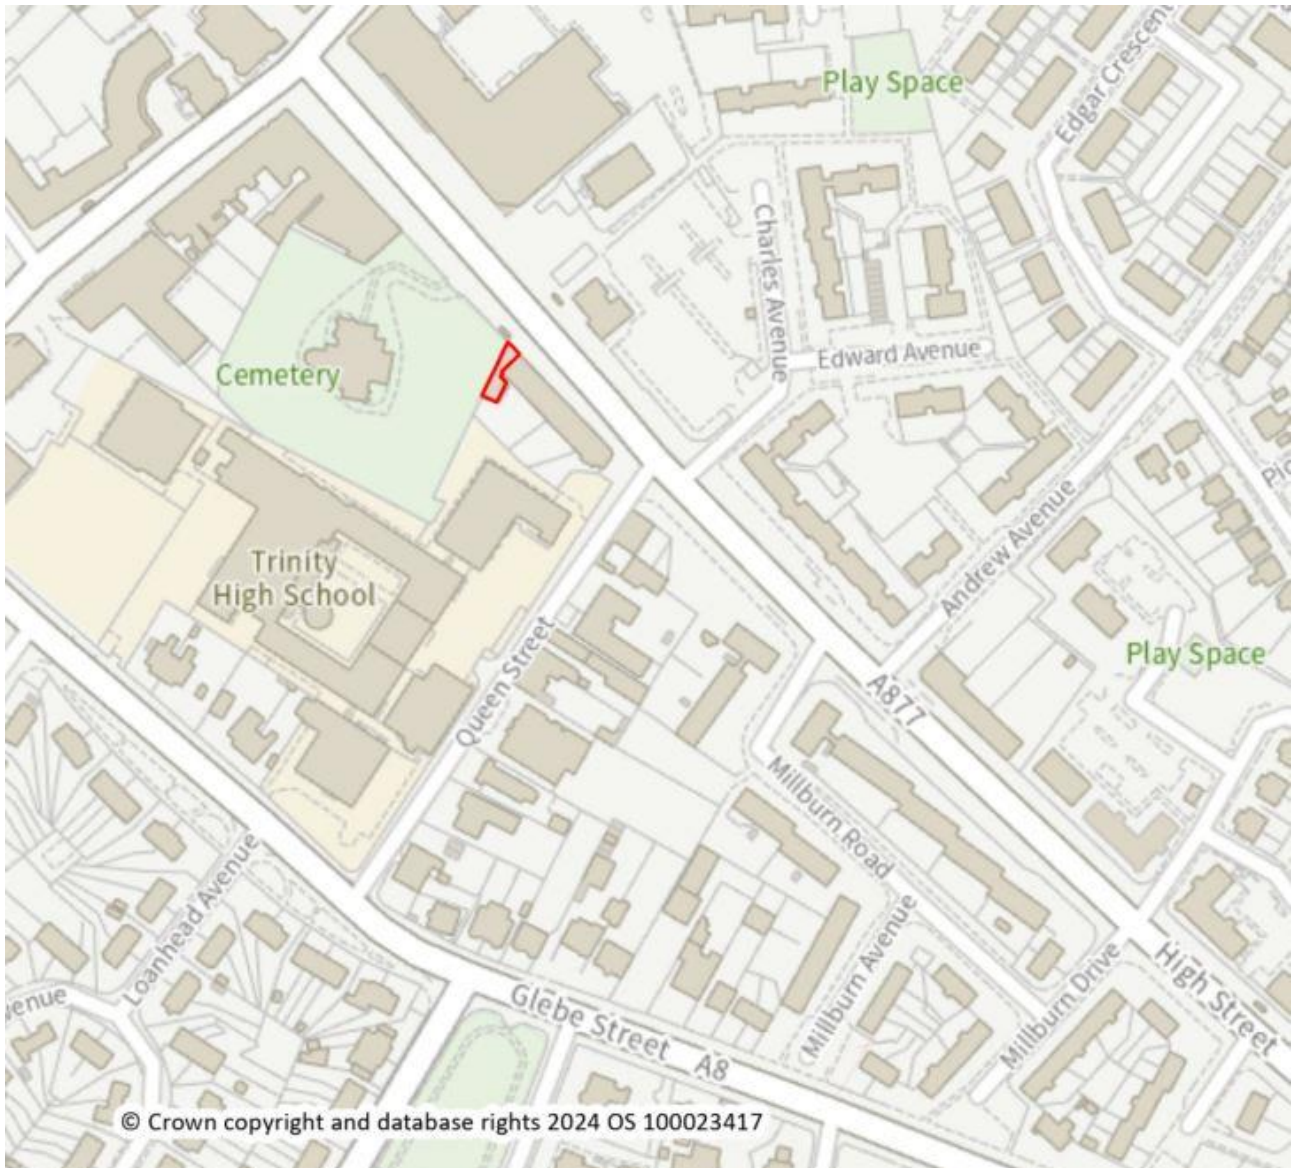 Play Space
Edgar Crescent
Charles Avenue
Edward Avenue
Cemetery
Trinity
High School
Queen Street
Andrew Avenue
Play Space
A877
Millburn Road
Loanhead Avenue
Millburn Avenue
Millburn Drive
High Street
Glebe Street
A8
© Crown copyright and database rights 2024 OS 100023417